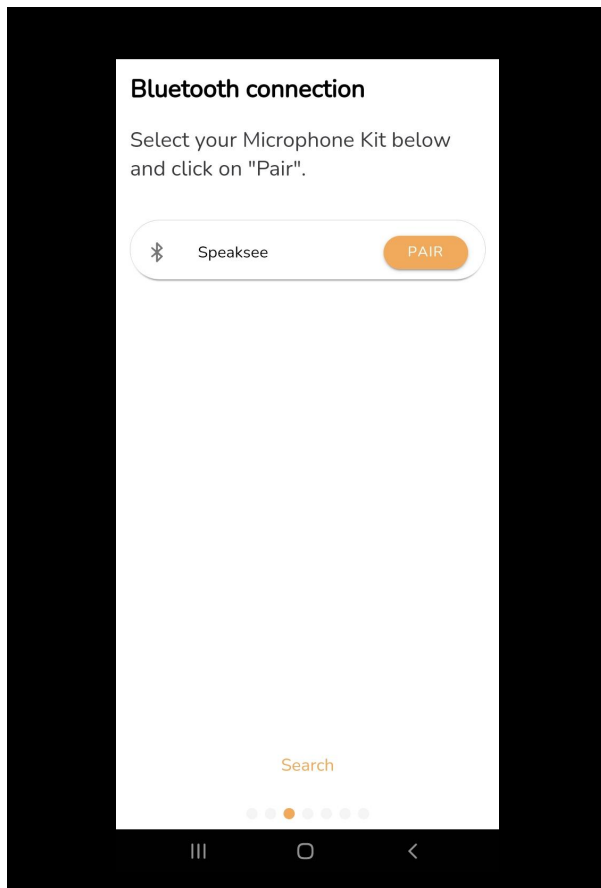 Bluetooth connection
Select your Microphone Kit below
and click on "Pair".
Speaksee PAIR
Search